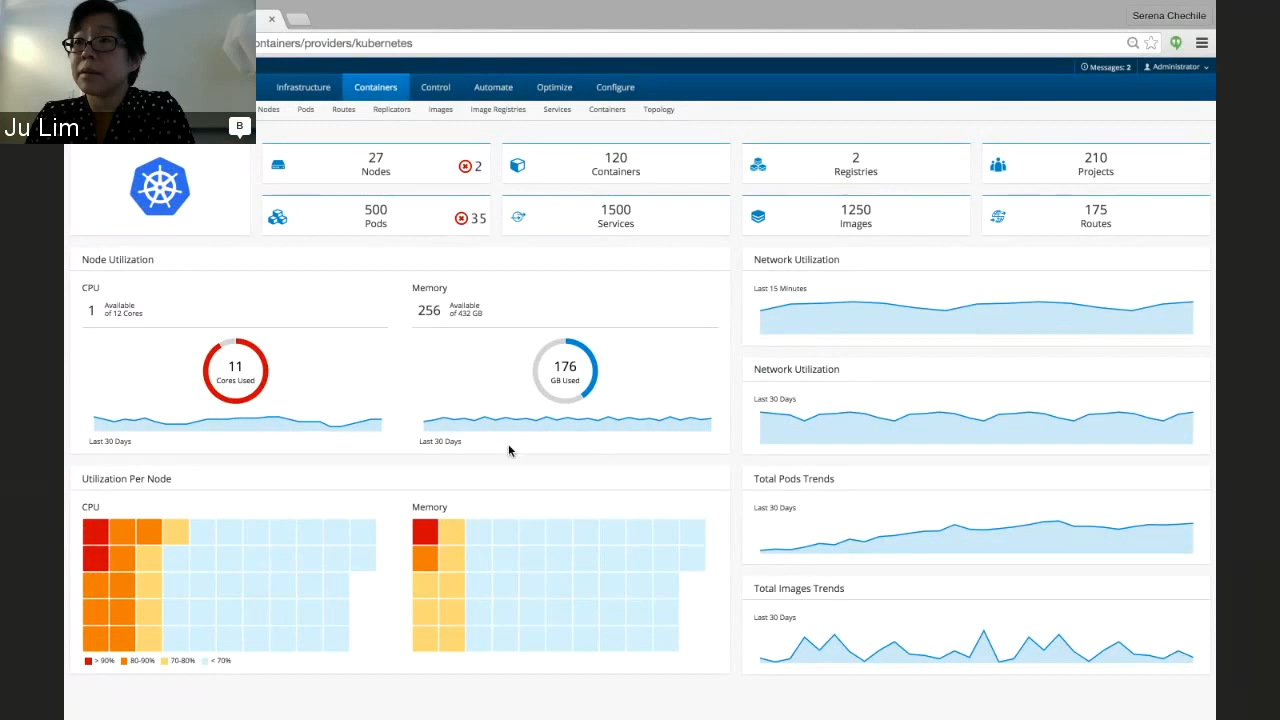 Serena Chechile
ontainers/providers/kubernetes
Messages: 2
Administrator
Infrastructure
Containers
Control
Automate
Optimize
Configure
Nodes
Pods
Routes
Replicators
Images
Image Registries
Services
Containers
Topology
Ju Lim
B
27
Nodes
2
120
Containers
2
Registries
210
Projects
500
Pods
35
1500
Services
1250
Images
175
Routes
Node Utilization
CPU
1 Available
of 12 Cores
11
Cores Used
Last 30 Days
Memory
256 Available
of 432 GB
176
GB Used
Last 30 Days
Network Utilization
Last 15 Minutes
Network Utilization
Last 30 Days
Utilization Per Node
CPU
Memory
> 90% 80-90% 70-80% < 70%
Total Pods Trends
Last 30 Days
Total Images Trends
Last 30 Days